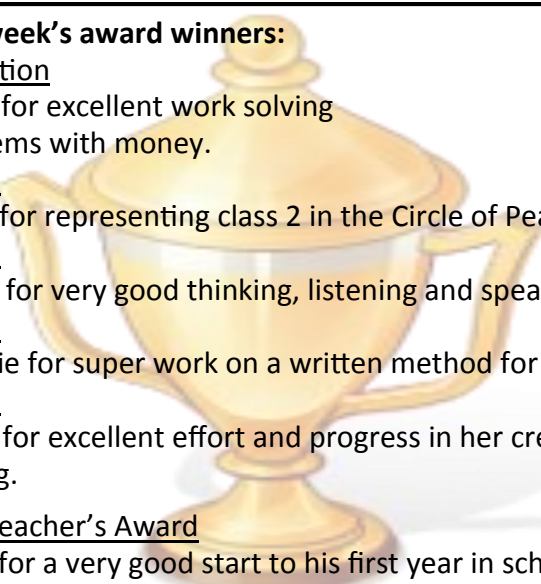 week's award winners:
tion
for excellent work solving
ems with money.
for representing class 2 in the Circle of Pea
for very good thinking, listening and spea
ie for super work on a written method for
for excellent effort and progress in her cre
g.
eacher's Award
for a very good start to his first year in sch